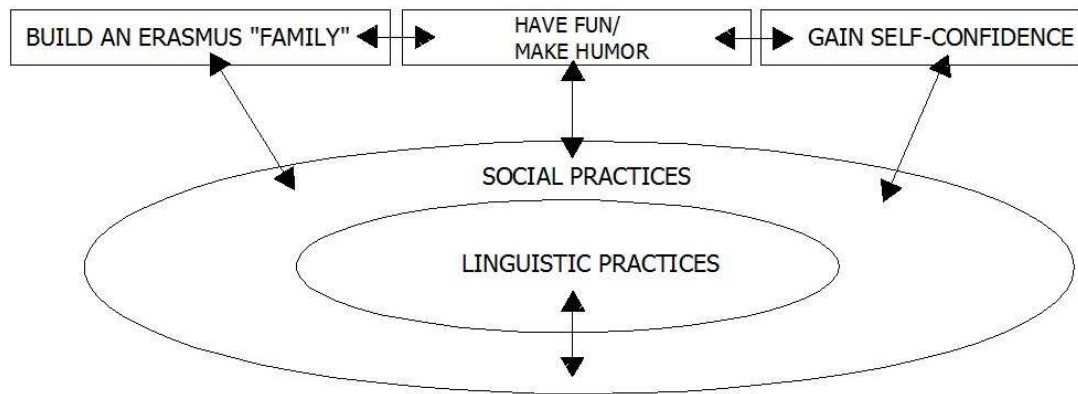 BUILD AN ERASMUS "FAMILY"
HAVE FUN/
MAKE HUMOR
GAIN SELF-CONFIDENCE
SOCIAL PRACTICES
LINGUISTIC PRACTICES